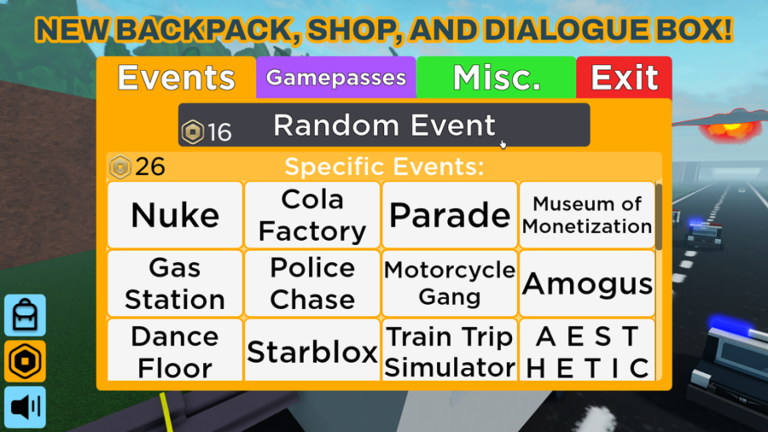 NEW BACKPACK, SHOP, AND DIALOGUE BOX!
Events
Gamepasses
Misc.
Exit
16
Random Event
26
Specific Events:
Nuke
Cola
Factory
Parade
Museum of
Monetization
Gas
Station
Police
Chase
Motorcycle
Gang
Amogus
Dance
Floor
Starblox
Train Trip
Simulator
A E S T
H E T I C